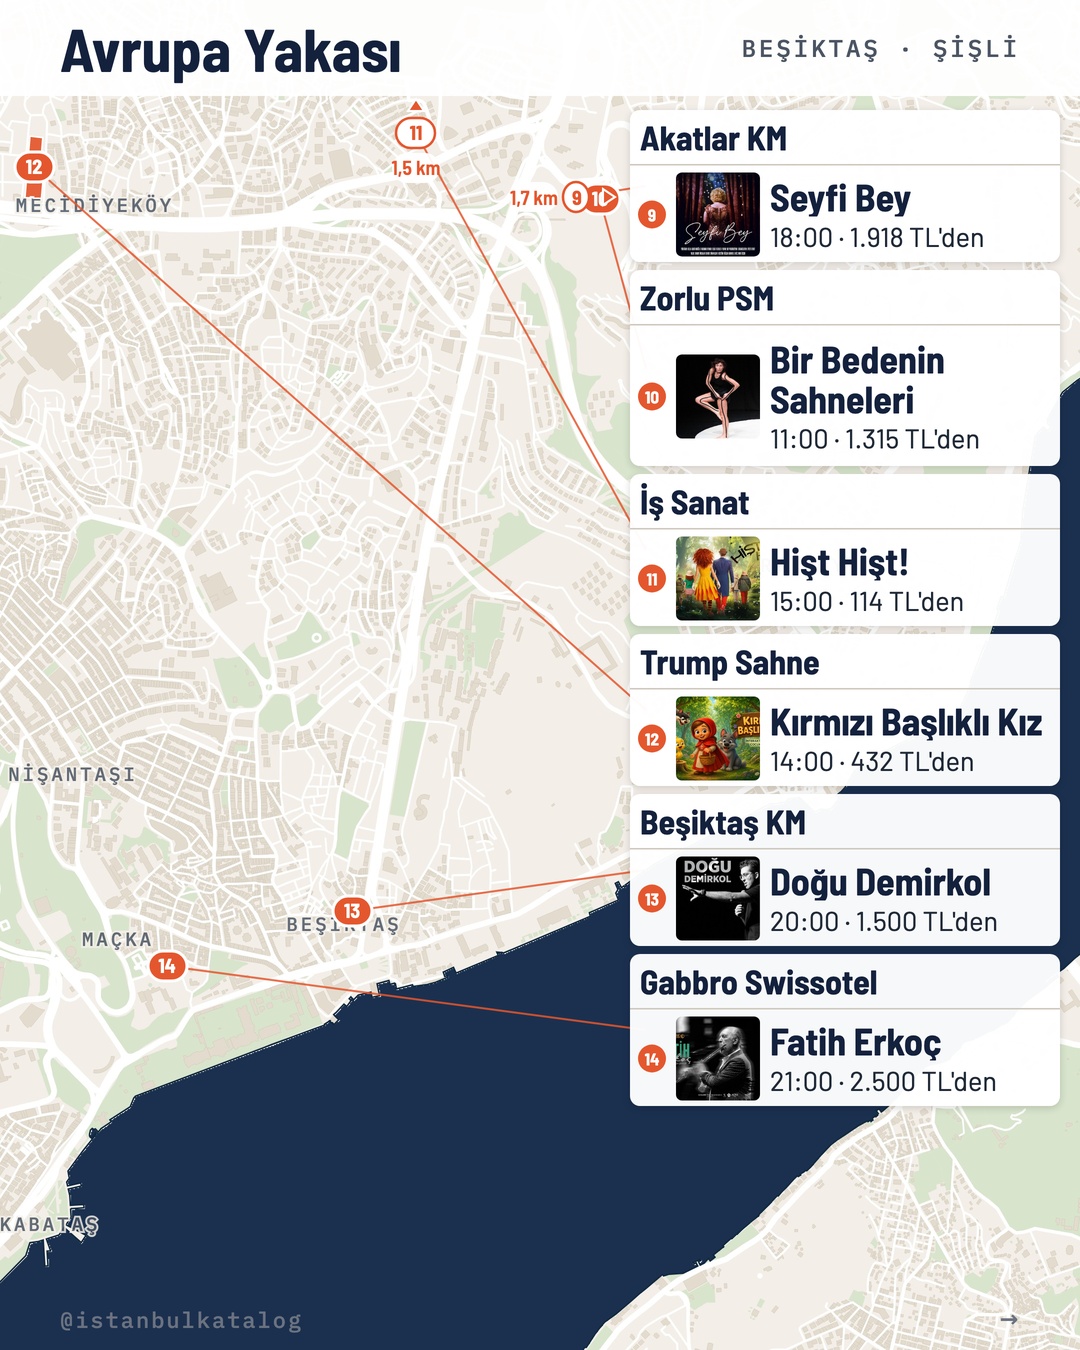 Avrupa Yakası
BEŞİKTAŞ · ŞİŞLİ
11
1,5 km
12
MECİDİYEKÖY
1,7 km 9 10
Akatlar KM
9
Seyfi Bey
Seyfi Bey
18:00 · 1.918 TL'den
Zorlu PSM
10
Bir Bedenin
Sahneleri
11:00 · 1.315 TL'den
İş Sanat
11
HİŞT
Hişt Hişt!
15:00 · 114 TL'den
Trump Sahne
12
Kırmızı Başlıklı Kız
14:00 · 432 TL'den
NİŞANTAŞI
Beşiktaş KM
13
DOĞU
DEMİRKOL
Doğu Demirkol
20:00 · 1.500 TL'den
13
BEŞİKTAŞ
MAÇKA
14
Gabbro Swissotel
14
Fatih Erkoç
21:00 · 2.500 TL'den
KABATAŞ
@istanbulkatalog
→